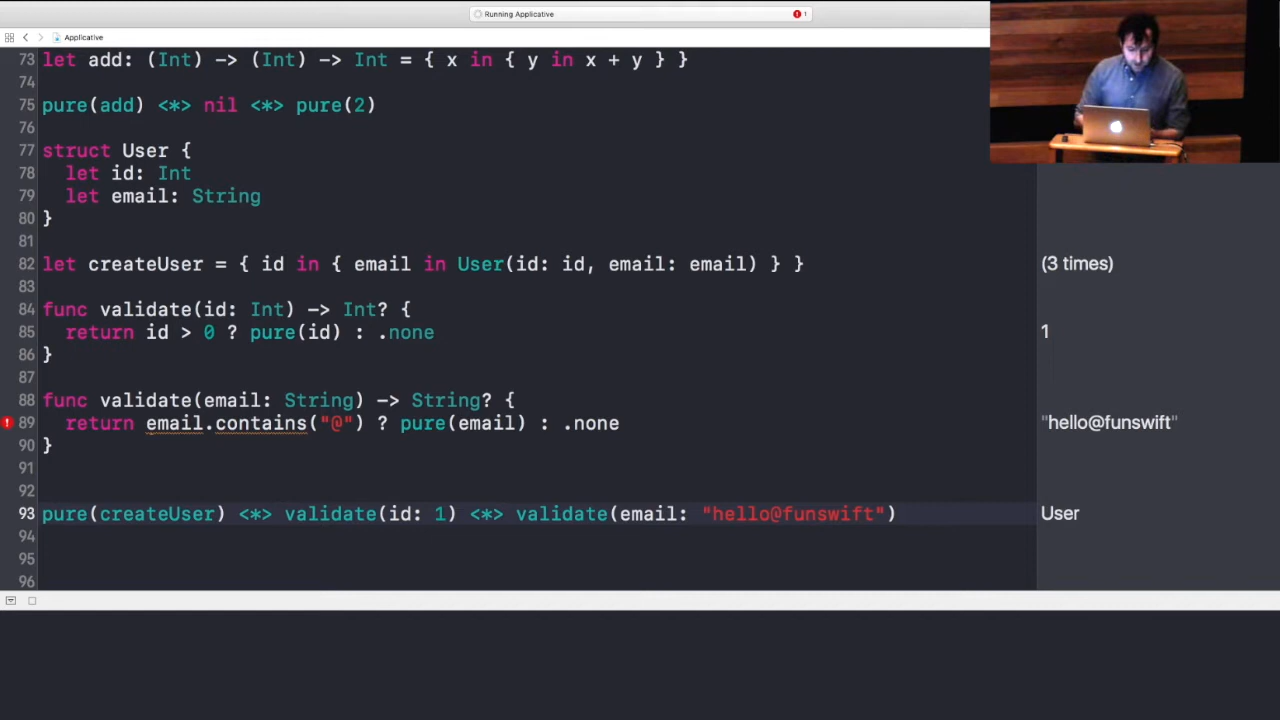 Running Applicative
1
Applicative
73 let add: (Int) -> (Int) -> Int = { x in { y in x + y } }
74
75 pure(add) <*> nil <*> pure(2)
76
77 struct User {
78 let id: Int
79 let email: String
80 }
81
82 let createUser = { id in { email in User(id: id, email: email) } } (3 times)
83
84 func validate(id: Int) -> Int? {
85 return id > 0 ? pure(id) : .none 1
86 }
87
88 func validate(email: String) -> String? {
89 return email.contains("@") ? pure(email) : .none "hello@funswift"
90 }
91
92
93 pure(createUser) <*> validate(id: 1) <*> validate(email: "hello@funswift") User
94
95
96